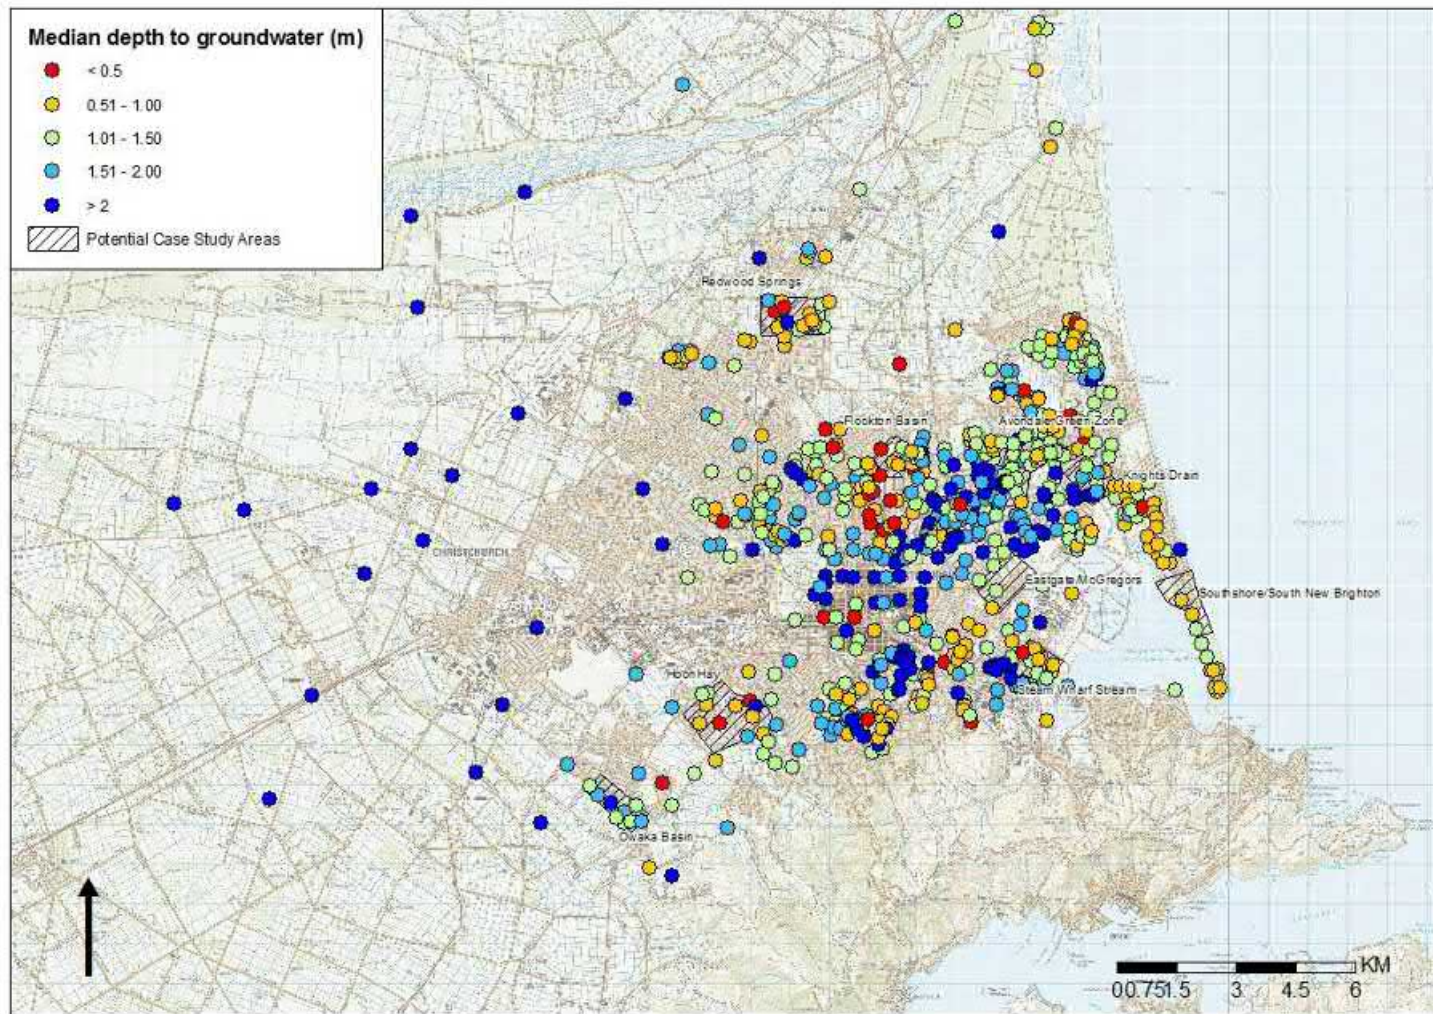 Median depth to groundwater (m)
< 0.5
0.51 - 1.00
1.01 - 1.50
1.51 - 2.00
> 2
Potential Case Study Areas
Redwood Springs
Flockton Basin
Avondale Green Zone
Knights Drain
CHRISTCHURCH
Eastgate/McGregors
Southshore/South New Brighton
Hoon Hay
Steam Wharf Stream
Owaka Basin
KM
0 0.75 1.5 3 4.5 6